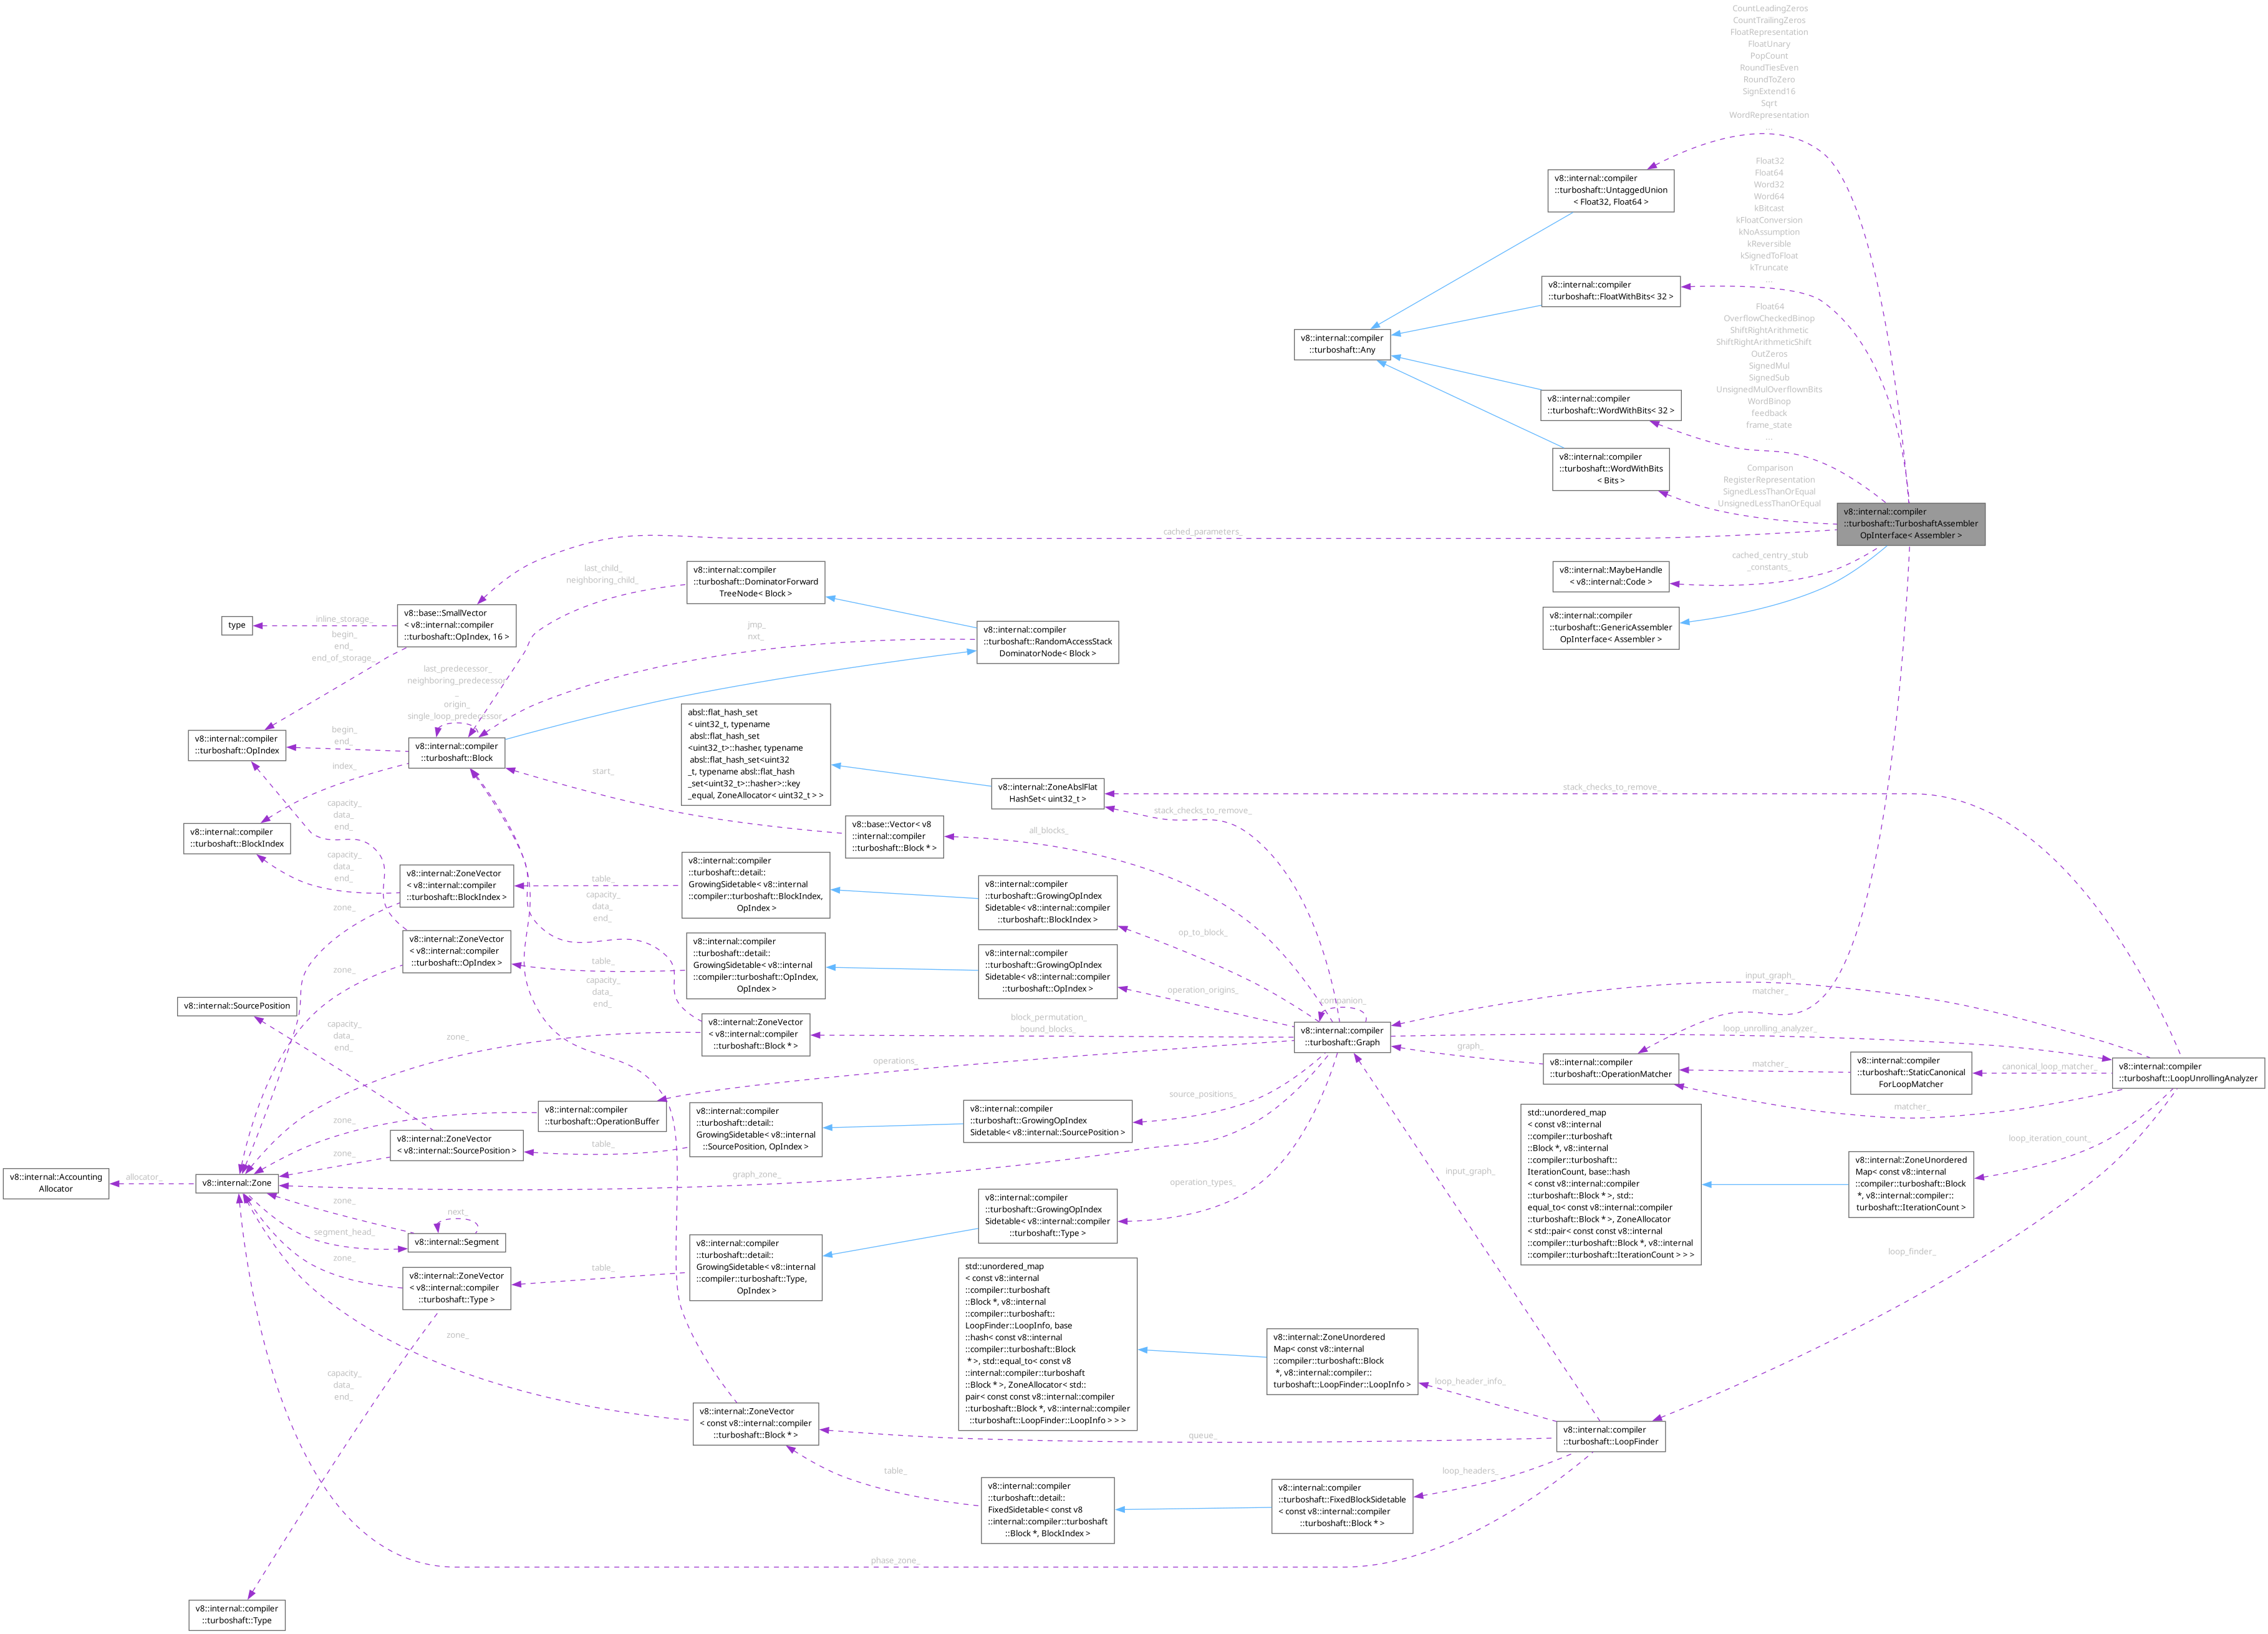 CountLeadingZeros
CountTrailingZeros
FloatRepresentation
FloatUnary
PopCount
RoundTiesEven
RoundToZero
SignExtend16
Sqrt
WordRepresentation
...
v8::internal::compiler
::turboshaft::UntaggedUnion
< Float32, Float64 >
Float32
Float64
Word32
Word64
kBitcast
kFloatConversion
kNoAssumption
kReversible
kSignedToFloat
kTruncate
...
v8::internal::compiler
::turboshaft::FloatWithBits< 32 >
v8::internal::compiler
::turboshaft::Any
Float64
OverflowCheckedBinop
ShiftRightArithmetic
ShiftRightArithmeticShift
OutZeros
SignedMul
SignedSub
UnsignedMulOverflownBits
WordBinop
feedback
frame_state
...
v8::internal::compiler
::turboshaft::WordWithBits< 32 >
v8::internal::compiler
::turboshaft::WordWithBits
< Bits >
Comparison
RegisterRepresentation
SignedLessThanOrEqual
UnsignedLessThanOrEqual
v8::internal::compiler
::turboshaft::TurboshaftAssembler
OpInterface< Assembler >
cached_parameters_
cached_centry_stub
_constants_
v8::internal::MaybeHandle
< v8::internal::Code >
v8::internal::compiler
::turboshaft::GenericAssembler
OpInterface< Assembler >
last_child_
neighboring_child_
v8::internal::compiler
::turboshaft::DominatorForward
TreeNode< Block >
type
inline_storage_
v8::base::SmallVector
< v8::internal::compiler
::turboshaft::OpIndex, 16 >
begin_
end_
end_of_storage_
jmp_
nxt_
v8::internal::compiler
::turboshaft::RandomAccessStack
DominatorNode< Block >
last_predecessor_
neighboring_predecessor
_
origin_
single_loop_predecessor_
v8::internal::compiler
::turboshaft::OpIndex
begin_
end_
v8::internal::compiler
::turboshaft::Block
index_
absl::flat_hash_set
< uint32_t, typename
absl::flat_hash_set
<uint32_t>::hasher, typename
absl::flat_hash_set<uint32
_t, typename absl::flat_hash
_set<uint32_t>::hasher>::key
_equal, ZoneAllocator< uint32_t > >
start_
v8::internal::ZoneAbslFlat
HashSet< uint32_t >
stack_checks_to_remove_
stack_checks_to_remove_
v8::internal::compiler
::turboshaft::BlockIndex
capacity_
data_
end_
v8::base::Vector< v8
::internal::compiler
::turboshaft::Block * >
all_blocks_
capacity_
data_
end_
v8::internal::ZoneVector
< v8::internal::compiler
::turboshaft::BlockIndex >
table_
v8::internal::compiler
::turboshaft::detail::
GrowingSidetable< v8::internal
::compiler::turboshaft::BlockIndex,
OpIndex >
v8::internal::compiler
::turboshaft::GrowingOpIndex
Sidetable< v8::internal::compiler
::turboshaft::BlockIndex >
op_to_block_
zone_
capacity_
data_
end_
v8::internal::ZoneVector
< v8::internal::compiler
::turboshaft::OpIndex >
zone_
table_
v8::internal::compiler
::turboshaft::detail::
GrowingSidetable< v8::internal
::compiler::turboshaft::OpIndex,
OpIndex >
v8::internal::compiler
::turboshaft::GrowingOpIndex
Sidetable< v8::internal::compiler
::turboshaft::OpIndex >
operation_origins_
capacity_
data_
end_
v8::internal::SourcePosition
capacity_
data_
end_
zone_
v8::internal::ZoneVector
< v8::internal::compiler
::turboshaft::Block * >
block_permutation_
bound_blocks_
companion_
v8::internal::compiler
::turboshaft::Graph
input_graph_
matcher_
loop_unrolling_analyzer_
graph_
v8::internal::compiler
::turboshaft::OperationMatcher
matcher_
v8::internal::compiler
::turboshaft::StaticCanonical
ForLoopMatcher
canonical_loop_matcher_
v8::internal::compiler
::turboshaft::LoopUnrollingAnalyzer
matcher_
operations_
v8::internal::compiler
::turboshaft::OperationBuffer
zone_
v8::internal::ZoneVector
< v8::internal::SourcePosition >
zone_
table_
v8::internal::compiler
::turboshaft::detail::
GrowingSidetable< v8::internal
::SourcePosition, OpIndex >
v8::internal::compiler
::turboshaft::GrowingOpIndex
Sidetable< v8::internal::SourcePosition >
source_positions_
std::unordered_map
< const v8::internal
::compiler::turboshaft
::Block *, v8::internal
::compiler::turboshaft::
IterationCount, base::hash
< const v8::internal::compiler
::turboshaft::Block * >, std::
equal_to< const v8::internal::compiler
::turboshaft::Block * >, ZoneAllocator
< std::pair< const const v8::internal
::compiler::turboshaft::Block *, v8::internal
::compiler::turboshaft::IterationCount > > >
v8::internal::ZoneUnordered
Map< const v8::internal
::compiler::turboshaft::Block
*, v8::internal::compiler::
turboshaft::IterationCount >
loop_iteration_count_
v8::internal::Accounting
Allocator
allocator_
v8::internal::Zone
graph_zone_
input_graph_
operation_types_
zone_
segment_head_
zone_
next_
v8::internal::Segment
v8::internal::compiler
::turboshaft::GrowingOpIndex
Sidetable< v8::internal::compiler
::turboshaft::Type >
v8::internal::compiler
::turboshaft::detail::
GrowingSidetable< v8::internal
::compiler::turboshaft::Type,
OpIndex >
table_
v8::internal::ZoneVector
< v8::internal::compiler
::turboshaft::Type >
loop_finder_
zone_
std::unordered_map
< const v8::internal
::compiler::turboshaft
::Block *, v8::internal
::compiler::turboshaft::
LoopFinder::LoopInfo, base
::hash< const v8::internal
::compiler::turboshaft::Block
* >, std::equal_to< const v8
::internal::compiler::turboshaft
::Block * >, ZoneAllocator< std::
pair< const const v8::internal::compiler
::turboshaft::Block *, v8::internal::compiler
::turboshaft::LoopFinder::LoopInfo > > >
v8::internal::ZoneUnordered
Map< const v8::internal
::compiler::turboshaft::Block
*, v8::internal::compiler::
turboshaft::LoopFinder::LoopInfo >
loop_header_info_
capacity_
data_
end_
v8::internal::ZoneVector
< const v8::internal::compiler
::turboshaft::Block * >
queue_
v8::internal::compiler
::turboshaft::LoopFinder
table_
v8::internal::compiler
::turboshaft::detail::
FixedSidetable< const v8
::internal::compiler::turboshaft
::Block *, BlockIndex >
v8::internal::compiler
::turboshaft::FixedBlockSidetable
< const v8::internal::compiler
::turboshaft::Block * >
loop_headers_
phase_zone_
v8::internal::compiler
::turboshaft::Type